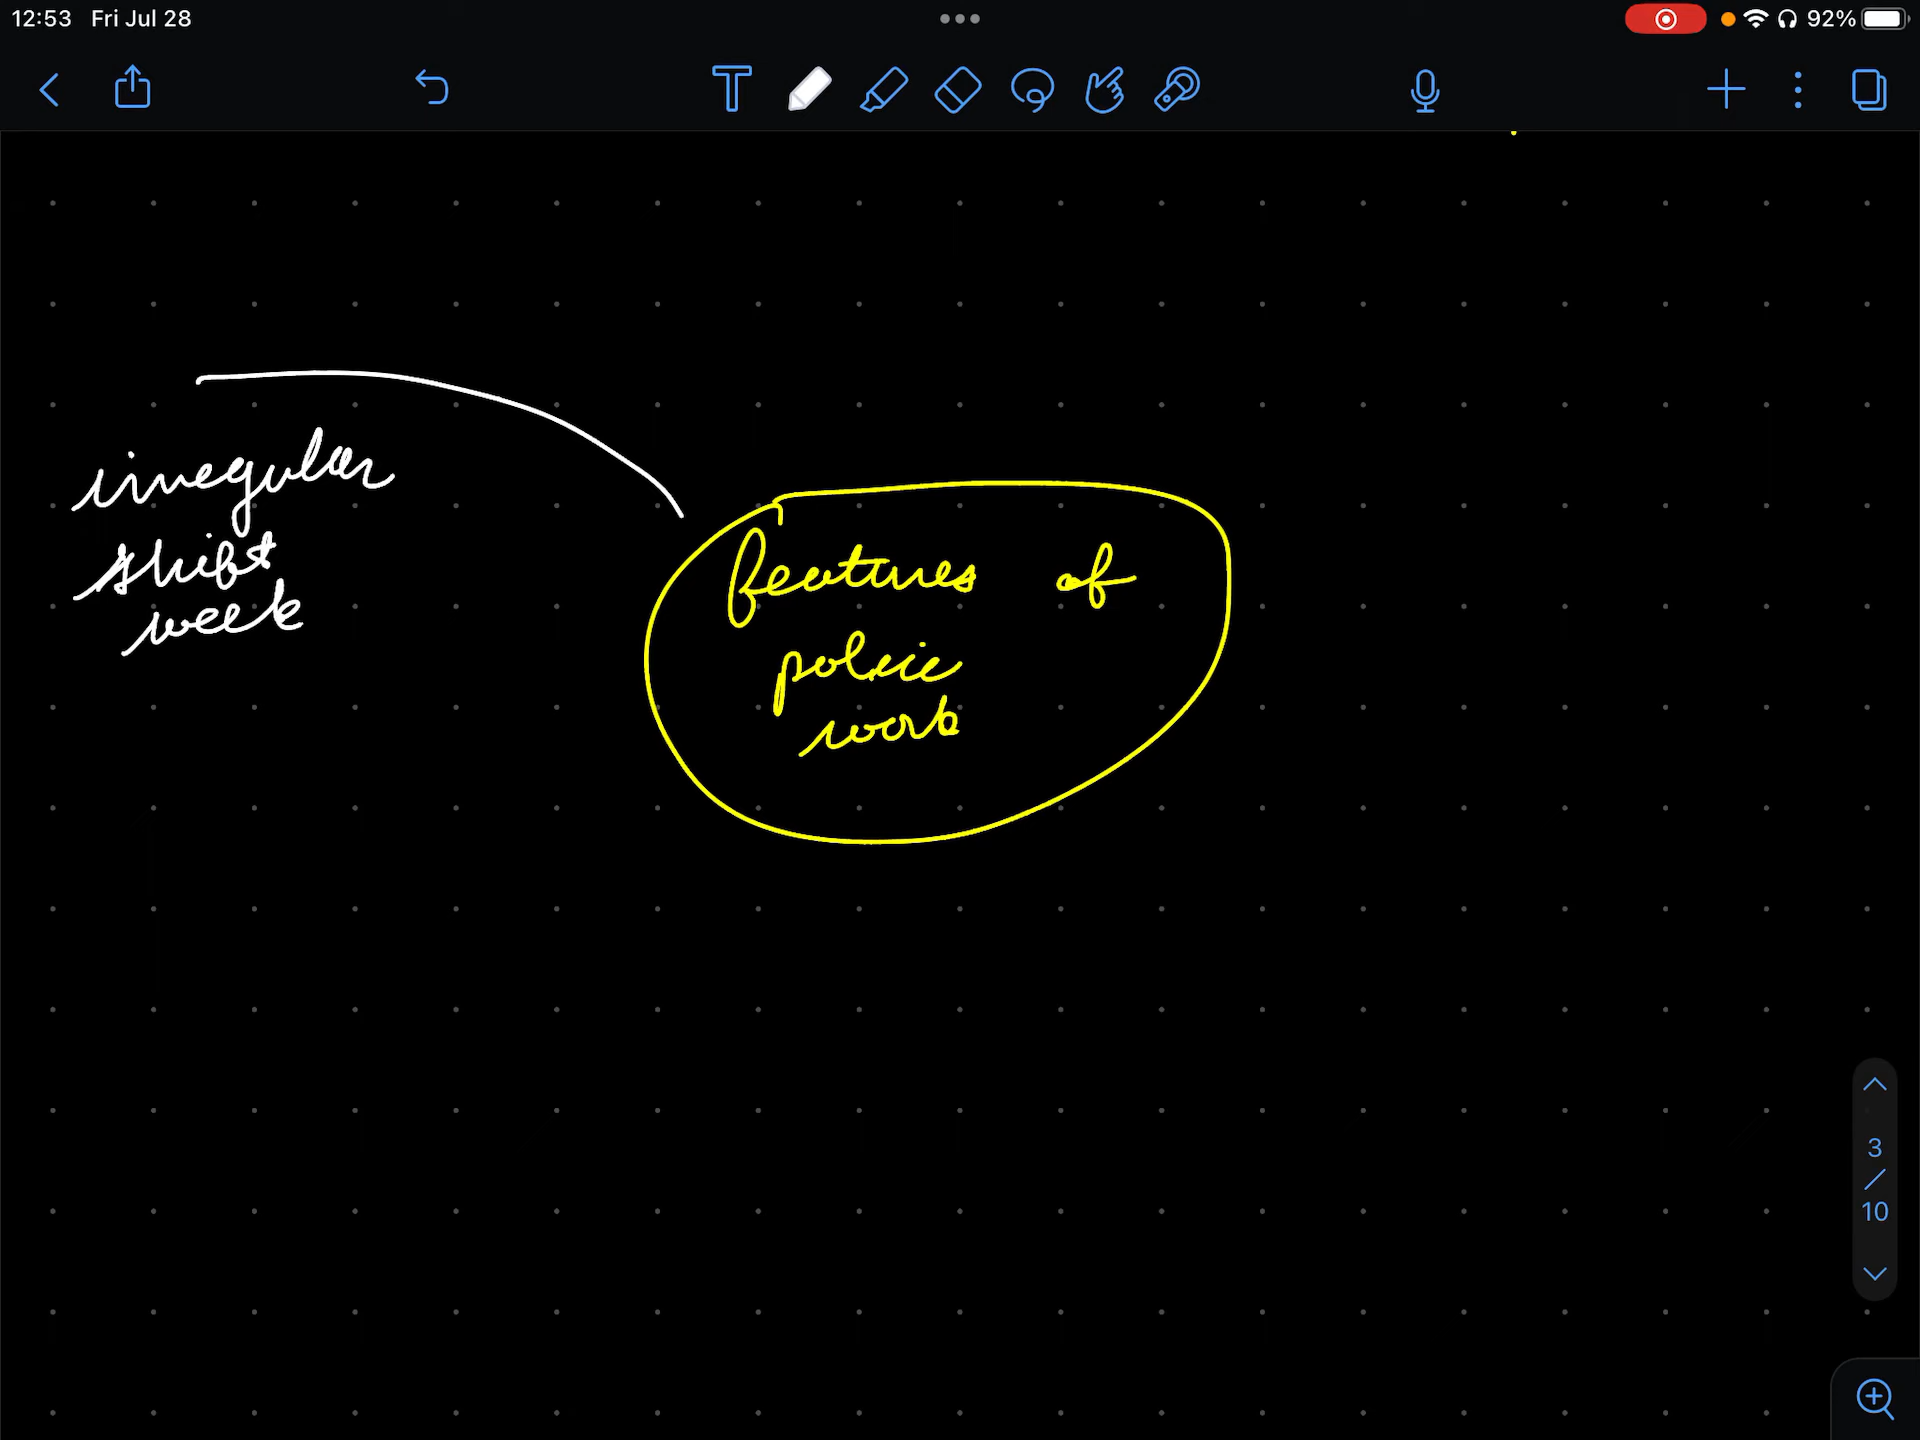 12:53 Fri Jul 28
92%
irregular
shift
week
features of
police
work
3
/
10